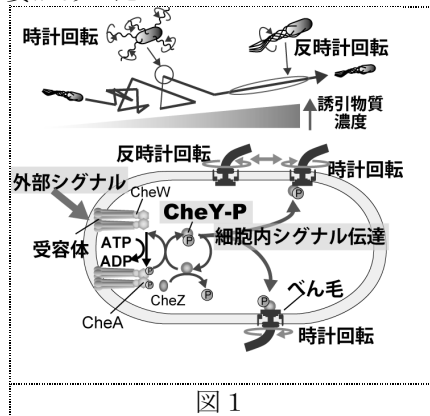 時計回転
反時計回転
誘引物質
濃度
反時計回転
時計回転
外部シグナル
CheW
CheY-P
受容体
細胞内シグナル伝達
ATP
ADP
P
P
P
P
P
P
CheZ
べん毛
CheA
時計回転
図 1